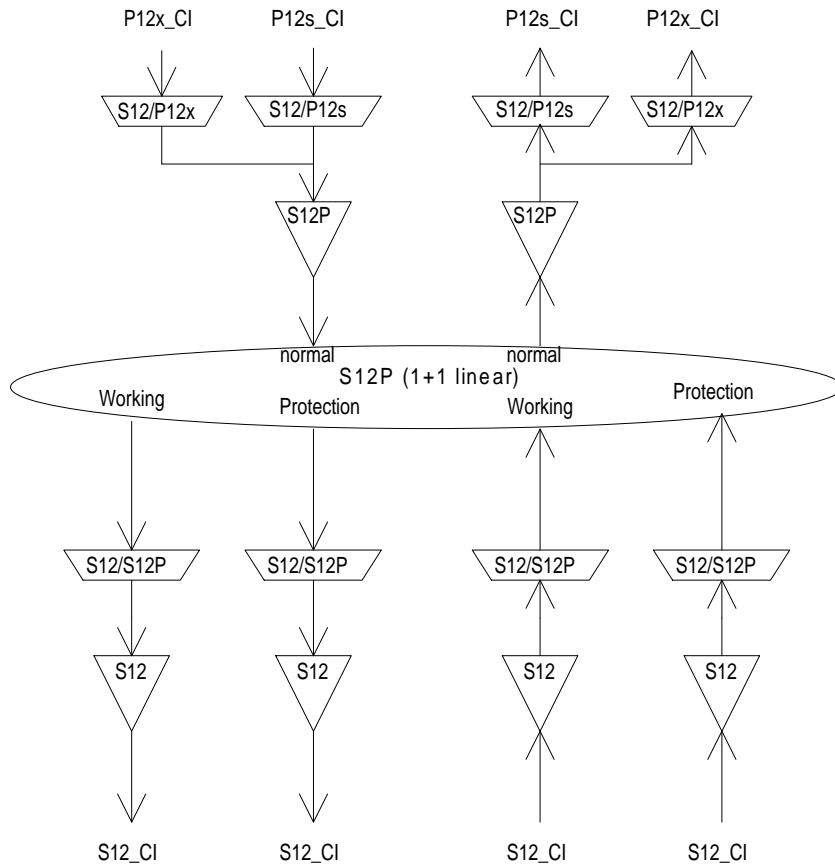 P12x_CI P12s_CI P12s_CI P12x_CI
S12/P12x S12/P12s S12/P12s S12/P12x
S12P S12P
normal normal
S12P (1+1 linear)
Working Protection Working Protection
S12/S12P S12/S12P S12/S12P S12/S12P
S12 S12 S12 S12
S12_CI S12_CI S12_CI S12_CI